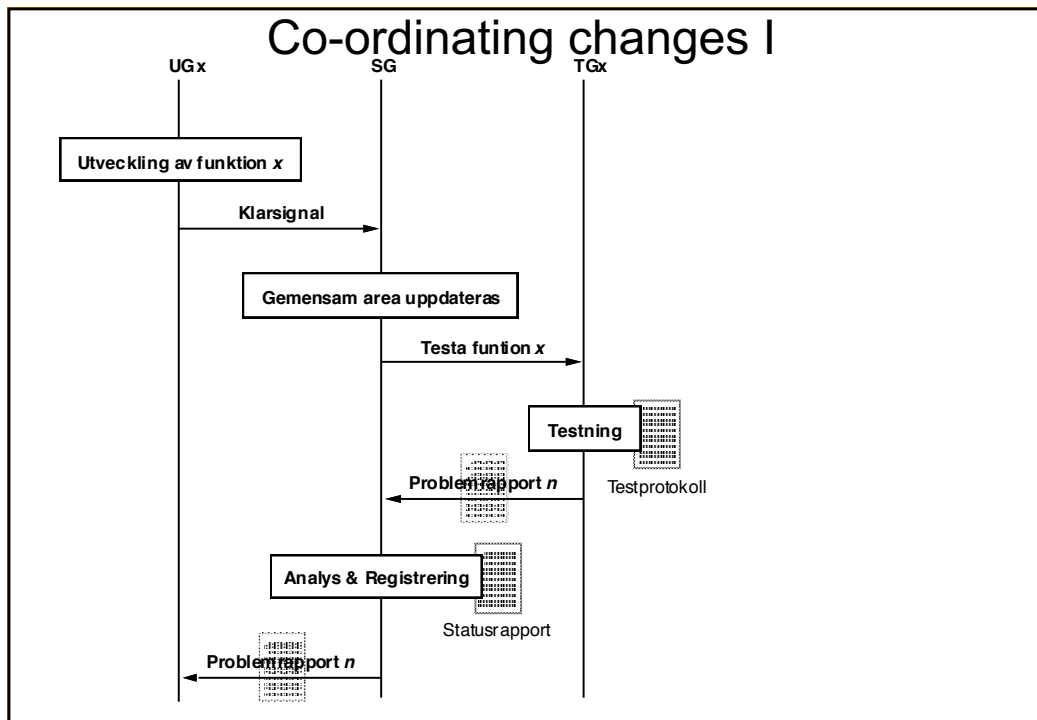 Co-ordinating changes I
UGx SG TGx
Utveckling av funktion x
Klarsignal
Gemensam area uppdateras
Testa funtion x
Testning
Testprotokoll
Problemrapport n
Analys & Registrering
Statusrapport
Problemrapport n